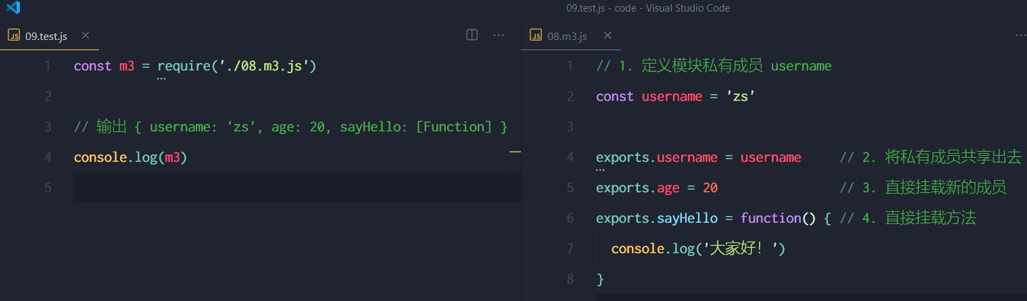 09.test.js - code - Visual Studio Code
JS 09.test.js
1 const m3 = require('./08.m3.js')
2
3 // 输出 { username: 'zs', age: 20, sayHello: [Function] }
4 console.log(m3)
5
JS 08.m3.js
1 // 1. 定义模块私有成员 username
2 const username = 'zs'
3
4 exports.username = username // 2. 将私有成员共享出去
5 exports.age = 20 // 3. 直接挂载新的成员
6 exports.sayHello = function() { // 4. 直接挂载方法
7 console.log('大家好！')
8 }